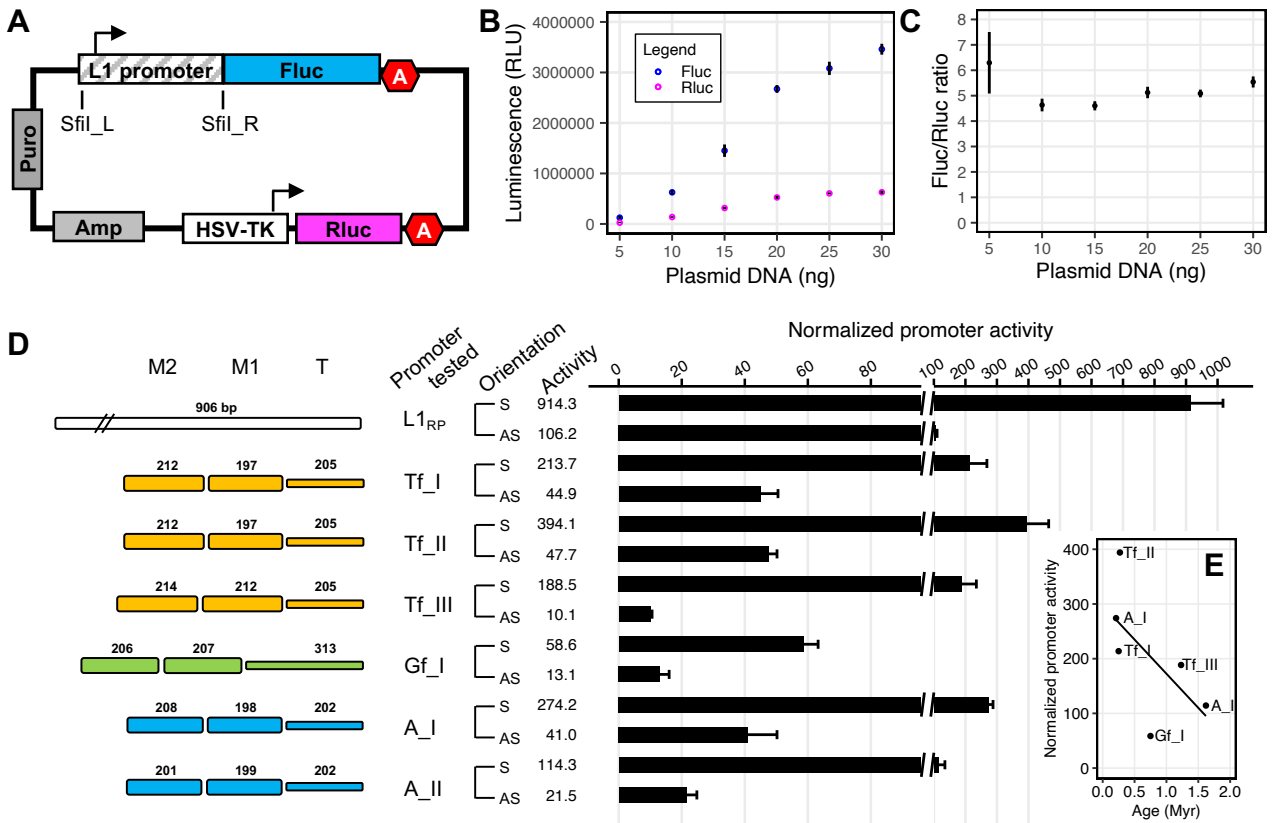 A
L1 promoter
Fluc
A
SfiI_L
SfiI_R
Puro
Amp
HSV-TK
Rluc
A
B
Luminescence (RLU)
4000000
3000000
2000000
1000000
0
Legend
Fluc
Rluc
5 10 15 20 25 30
Plasmid DNA (ng)
C
Fluc/Rluc ratio
8
7
6
5
4
3
2
1
0
5 10 15 20 25 30
Plasmid DNA (ng)
D
M2 M1 T
Promoter tested
Orientation
Activity
Normalized promoter activity
0 20 40 60 80 100 200 300 400 500 600 700 800 900 1000
906 bp
L1RP
S 914.3
AS 106.2
212 197 205
Tf_I
S 213.7
AS 44.9
212 197 205
Tf_II
S 394.1
AS 47.7
214 212 205
Tf_III
S 188.5
AS 10.1
206 207 313
Gf_I
S 58.6
AS 13.1
208 198 202
A_I
S 274.2
AS 41.0
201 199 202
A_II
S 114.3
AS 21.5
E
Normalized promoter activity
400
300
200
100
0
Tf_II
A_I
Tf_I
Tf_III
A_I
Gf_I
0.0 0.5 1.0 1.5 2.0
Age (Myr)